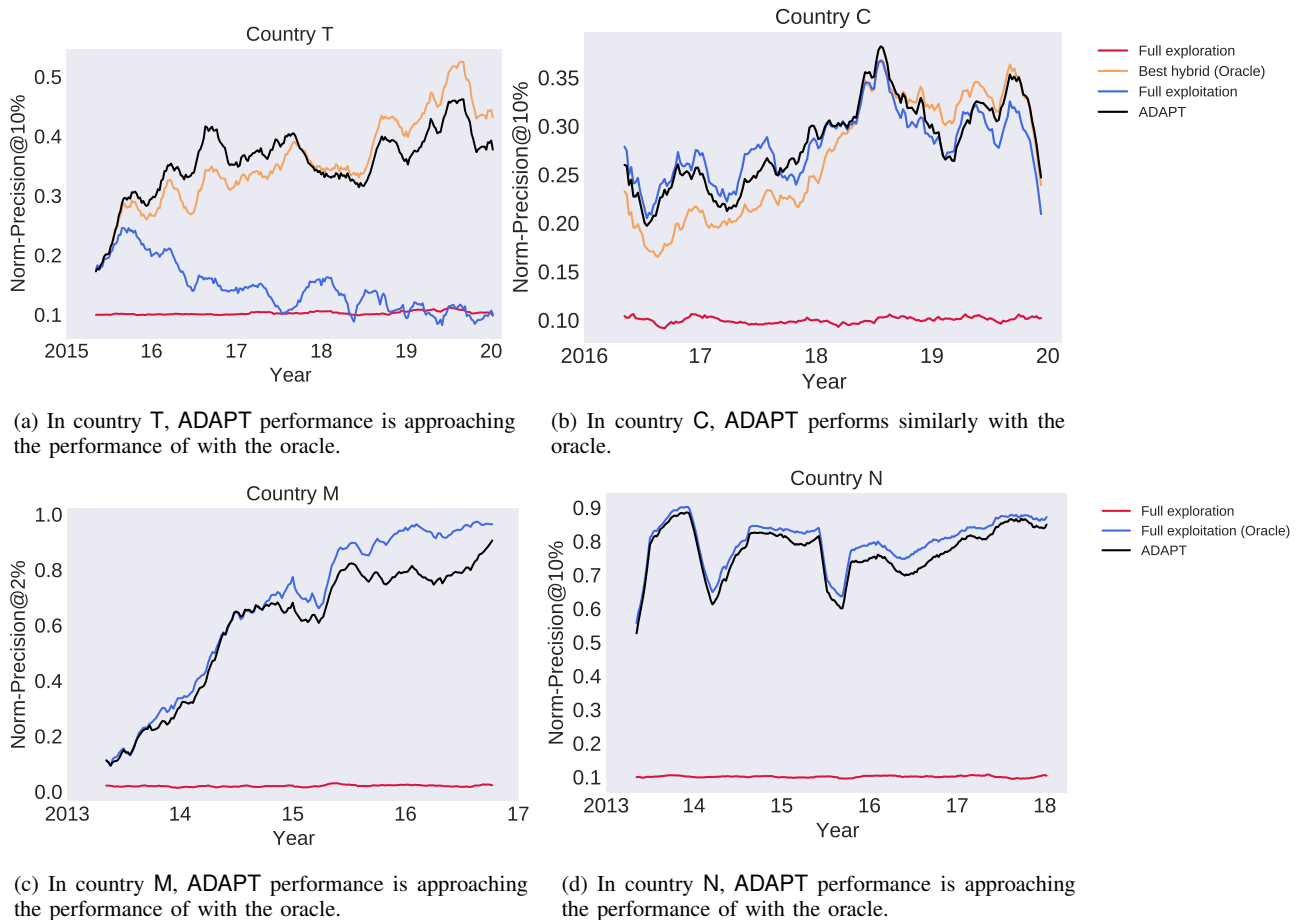 Country T
Norm-Precision@10%
0.5
0.4
0.3
0.2
0.1
2015 16 17 18 19 20
Year
Country C
Norm-Precision@10%
0.35
0.30
0.25
0.20
0.15
0.10
2016 17 18 19 20
Year
Full exploration
Best hybrid (Oracle)
Full exploitation
ADAPT
(a) In country T, ADAPT performance is approaching
the performance of with the oracle.
(b) In country C, ADAPT performs similarly with the
oracle.
Country M
Norm-Precision@2%
1.0
0.8
0.6
0.4
0.2
0.0
2013 14 15 16 17
Year
Country N
Norm-Precision@10%
0.9
0.8
0.7
0.6
0.5
0.4
0.3
0.2
0.1
2013 14 15 16 17 18
Year
Full exploration
Full exploitation (Oracle)
ADAPT
(c) In country M, ADAPT performance is approaching
the performance of with the oracle.
(d) In country N, ADAPT performance is approaching
the performance of with the oracle.